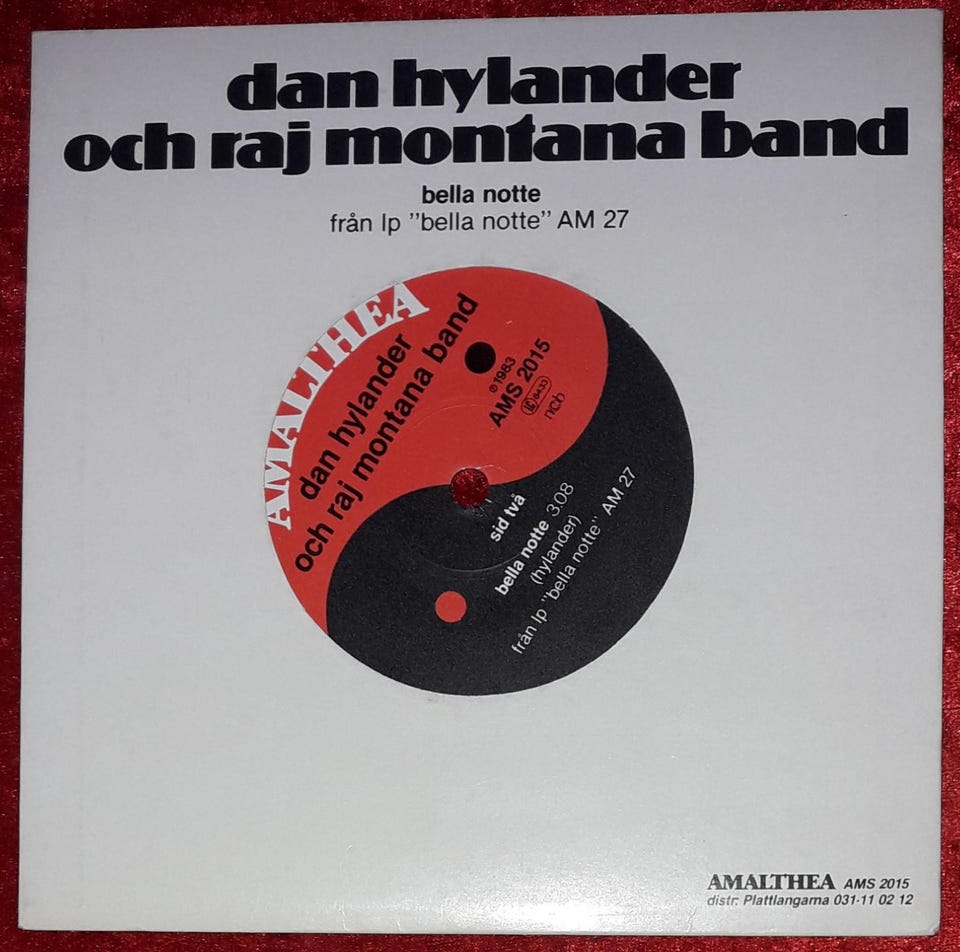 dan hylander
och raj montana band
bella notte
från lp "bella notte" AM 27
AMALTHEA
dan hylander
och raj montana band
℗1983
AMS 2015
LC 8433
ncb
sid två
bella notte 3.08
(hylander)
från lp "bella notte" AM 27
AMALTHEA AMS 2015
distr: Plattlangarna 031-11 02 12